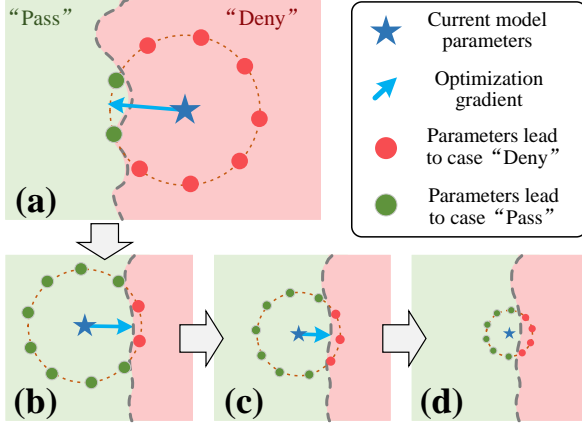 “Pass”
“Deny”
(a)
Current model
parameters
Optimization
gradient
Parameters lead
to case “Deny”
Parameters lead
to case “Pass”
(b)
(c)
(d)